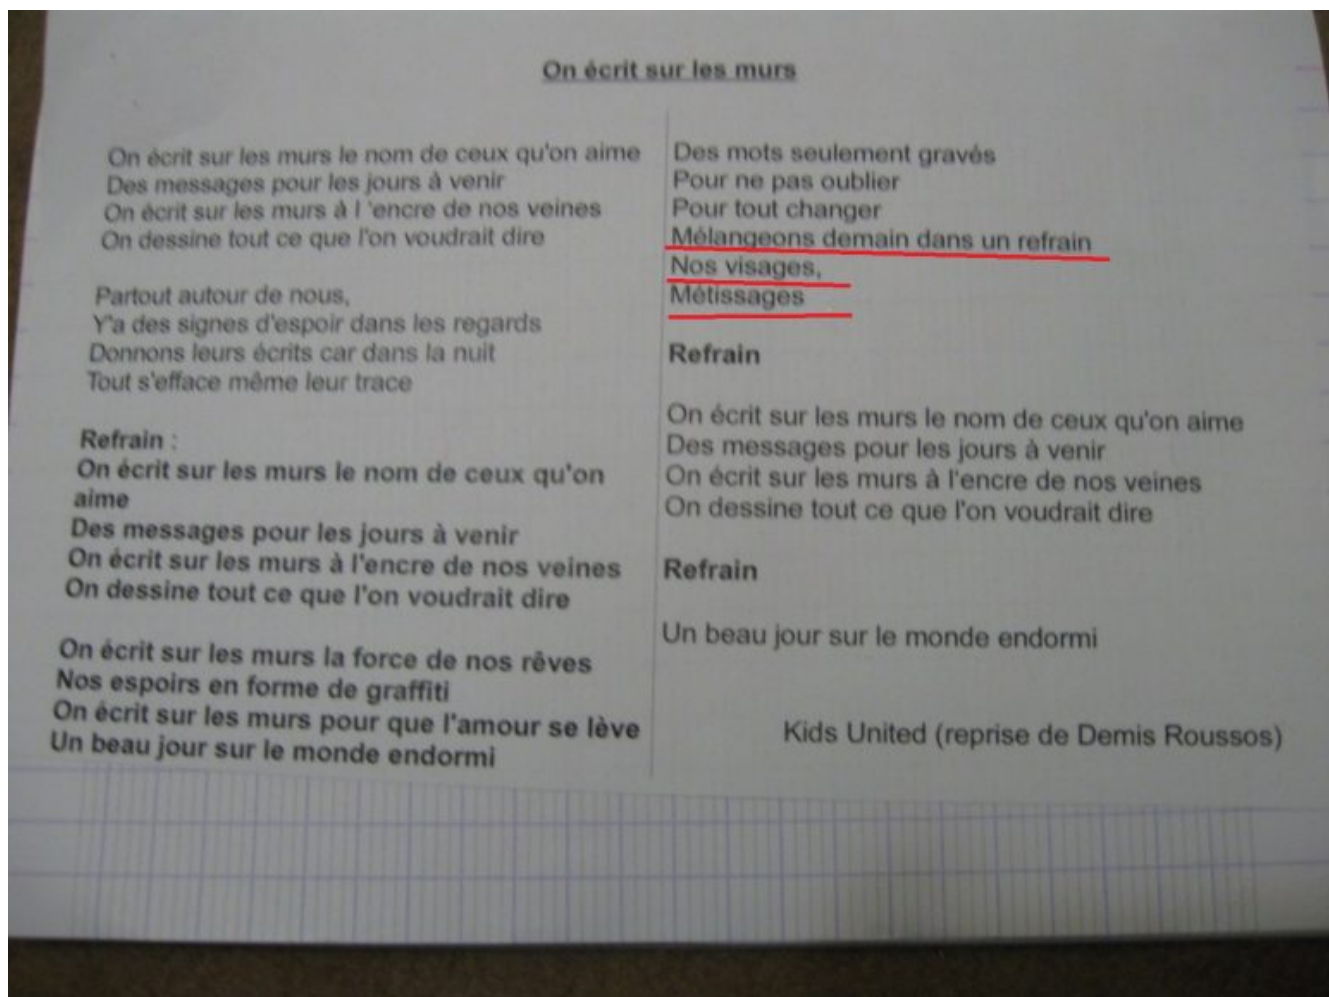 On écrit sur les murs
On écrit sur les murs le nom de ceux qu'on aime
Des messages pour les jours à venir
On écrit sur les murs à l 'encre de nos veines
On dessine tout ce que l'on voudrait dire
Partout autour de nous,
Y'a des signes d'espoir dans les regards
Donnons leurs écrits car dans la nuit
Tout s'efface même leur trace
Refrain :
On écrit sur les murs le nom de ceux qu'on
aime
Des messages pour les jours à venir
On écrit sur les murs à l'encre de nos veines
On dessine tout ce que l'on voudrait dire
On écrit sur les murs la force de nos rêves
Nos espoirs en forme de graffiti
On écrit sur les murs pour que l'amour se lève
Un beau jour sur le monde endormi
Des mots seulement gravés
Pour ne pas oublier
Pour tout changer
Mélangeons demain dans un refrain
Nos visages,
Métissages
Refrain
On écrit sur les murs le nom de ceux qu'on aime
Des messages pour les jours à venir
On écrit sur les murs à l'encre de nos veines
On dessine tout ce que l'on voudrait dire
Refrain
Un beau jour sur le monde endormi
Kids United (reprise de Demis Roussos)